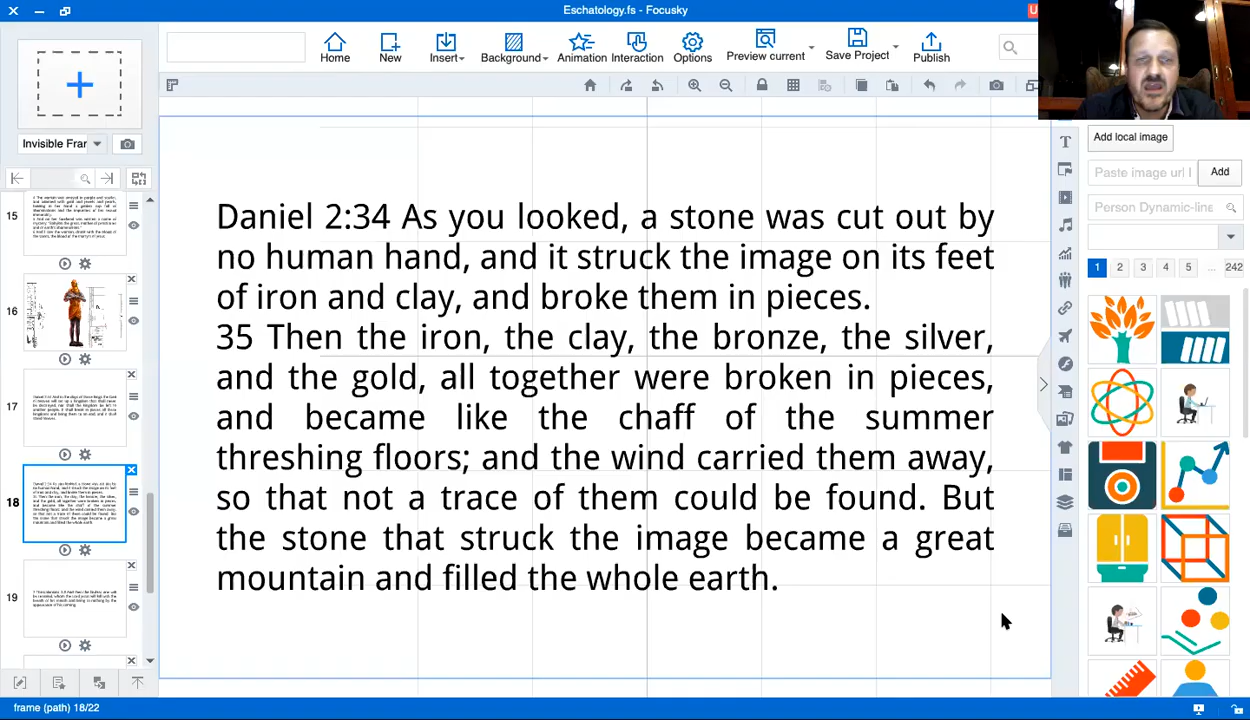 Eschatology.fs - Focusky
Home
New
Insert
Background
Animation
Interaction
Options
Preview current
Save Project
Publish
Invisible Frar
Add local image
Paste image url I
Add
Person Dynamic-line
1 2 3 4 5 ... 242
15
16
17
18
19
Daniel 2:34 As you looked, a stone was cut out by
no human hand, and it struck the image on its feet
of iron and clay, and broke them in pieces.
35 Then the iron, the clay, the bronze, the silver,
and the gold, all together were broken in pieces,
and became like the chaff of the summer
threshing floors; and the wind carried them away,
so that not a trace of them could be found. But
the stone that struck the image became a great
mountain and filled the whole earth.
frame (path) 18/22